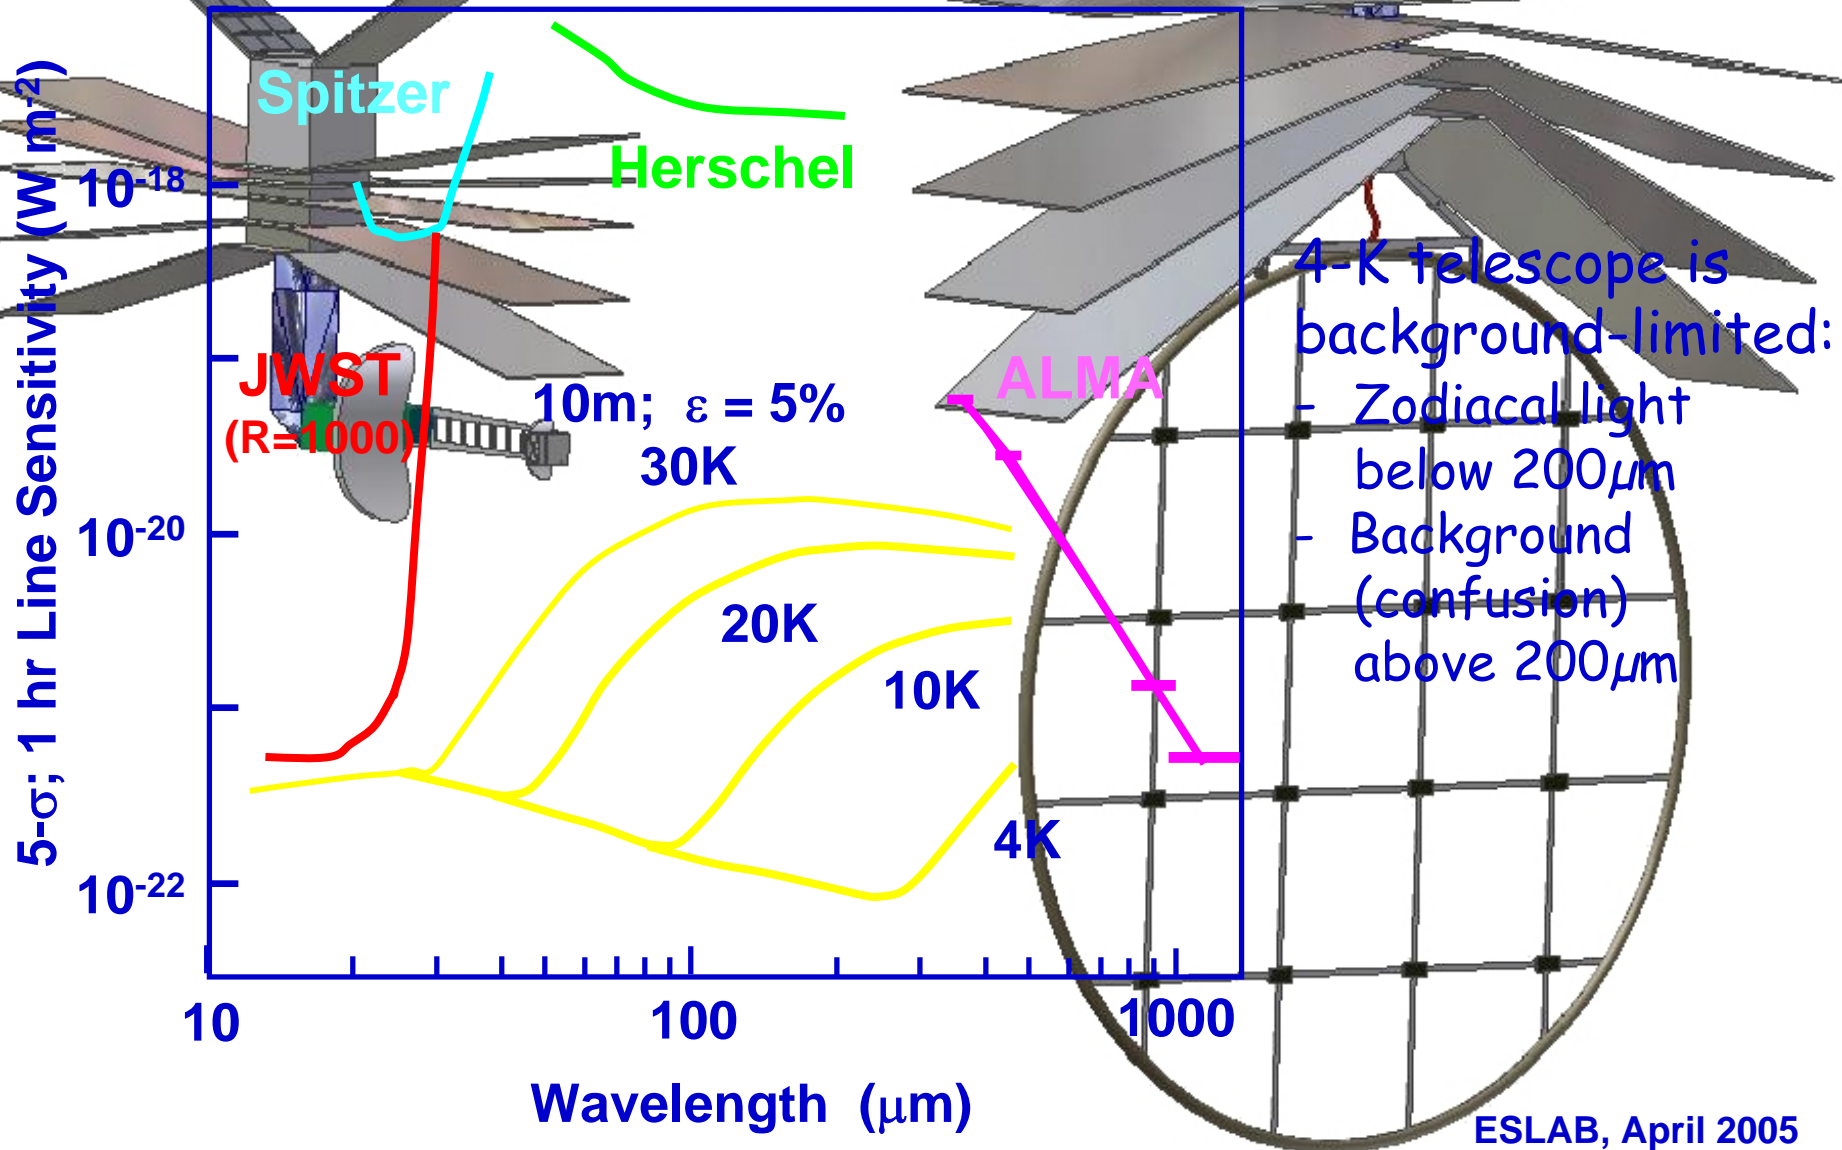 5-σ; 1 hr Line Sensitivity (W m-2)
Spitzer
Herschel
10-18
JWST
(R=1000)
10m; ε = 5%
30K
ALMA
10-20
20K
10K
4K
10-22
10
100
1000
Wavelength (μm)
4-K telescope is
background-limited:
- Zodiacal light
below 200μm
- Background
(confusion)
above 200μm
ESLAB, April 2005